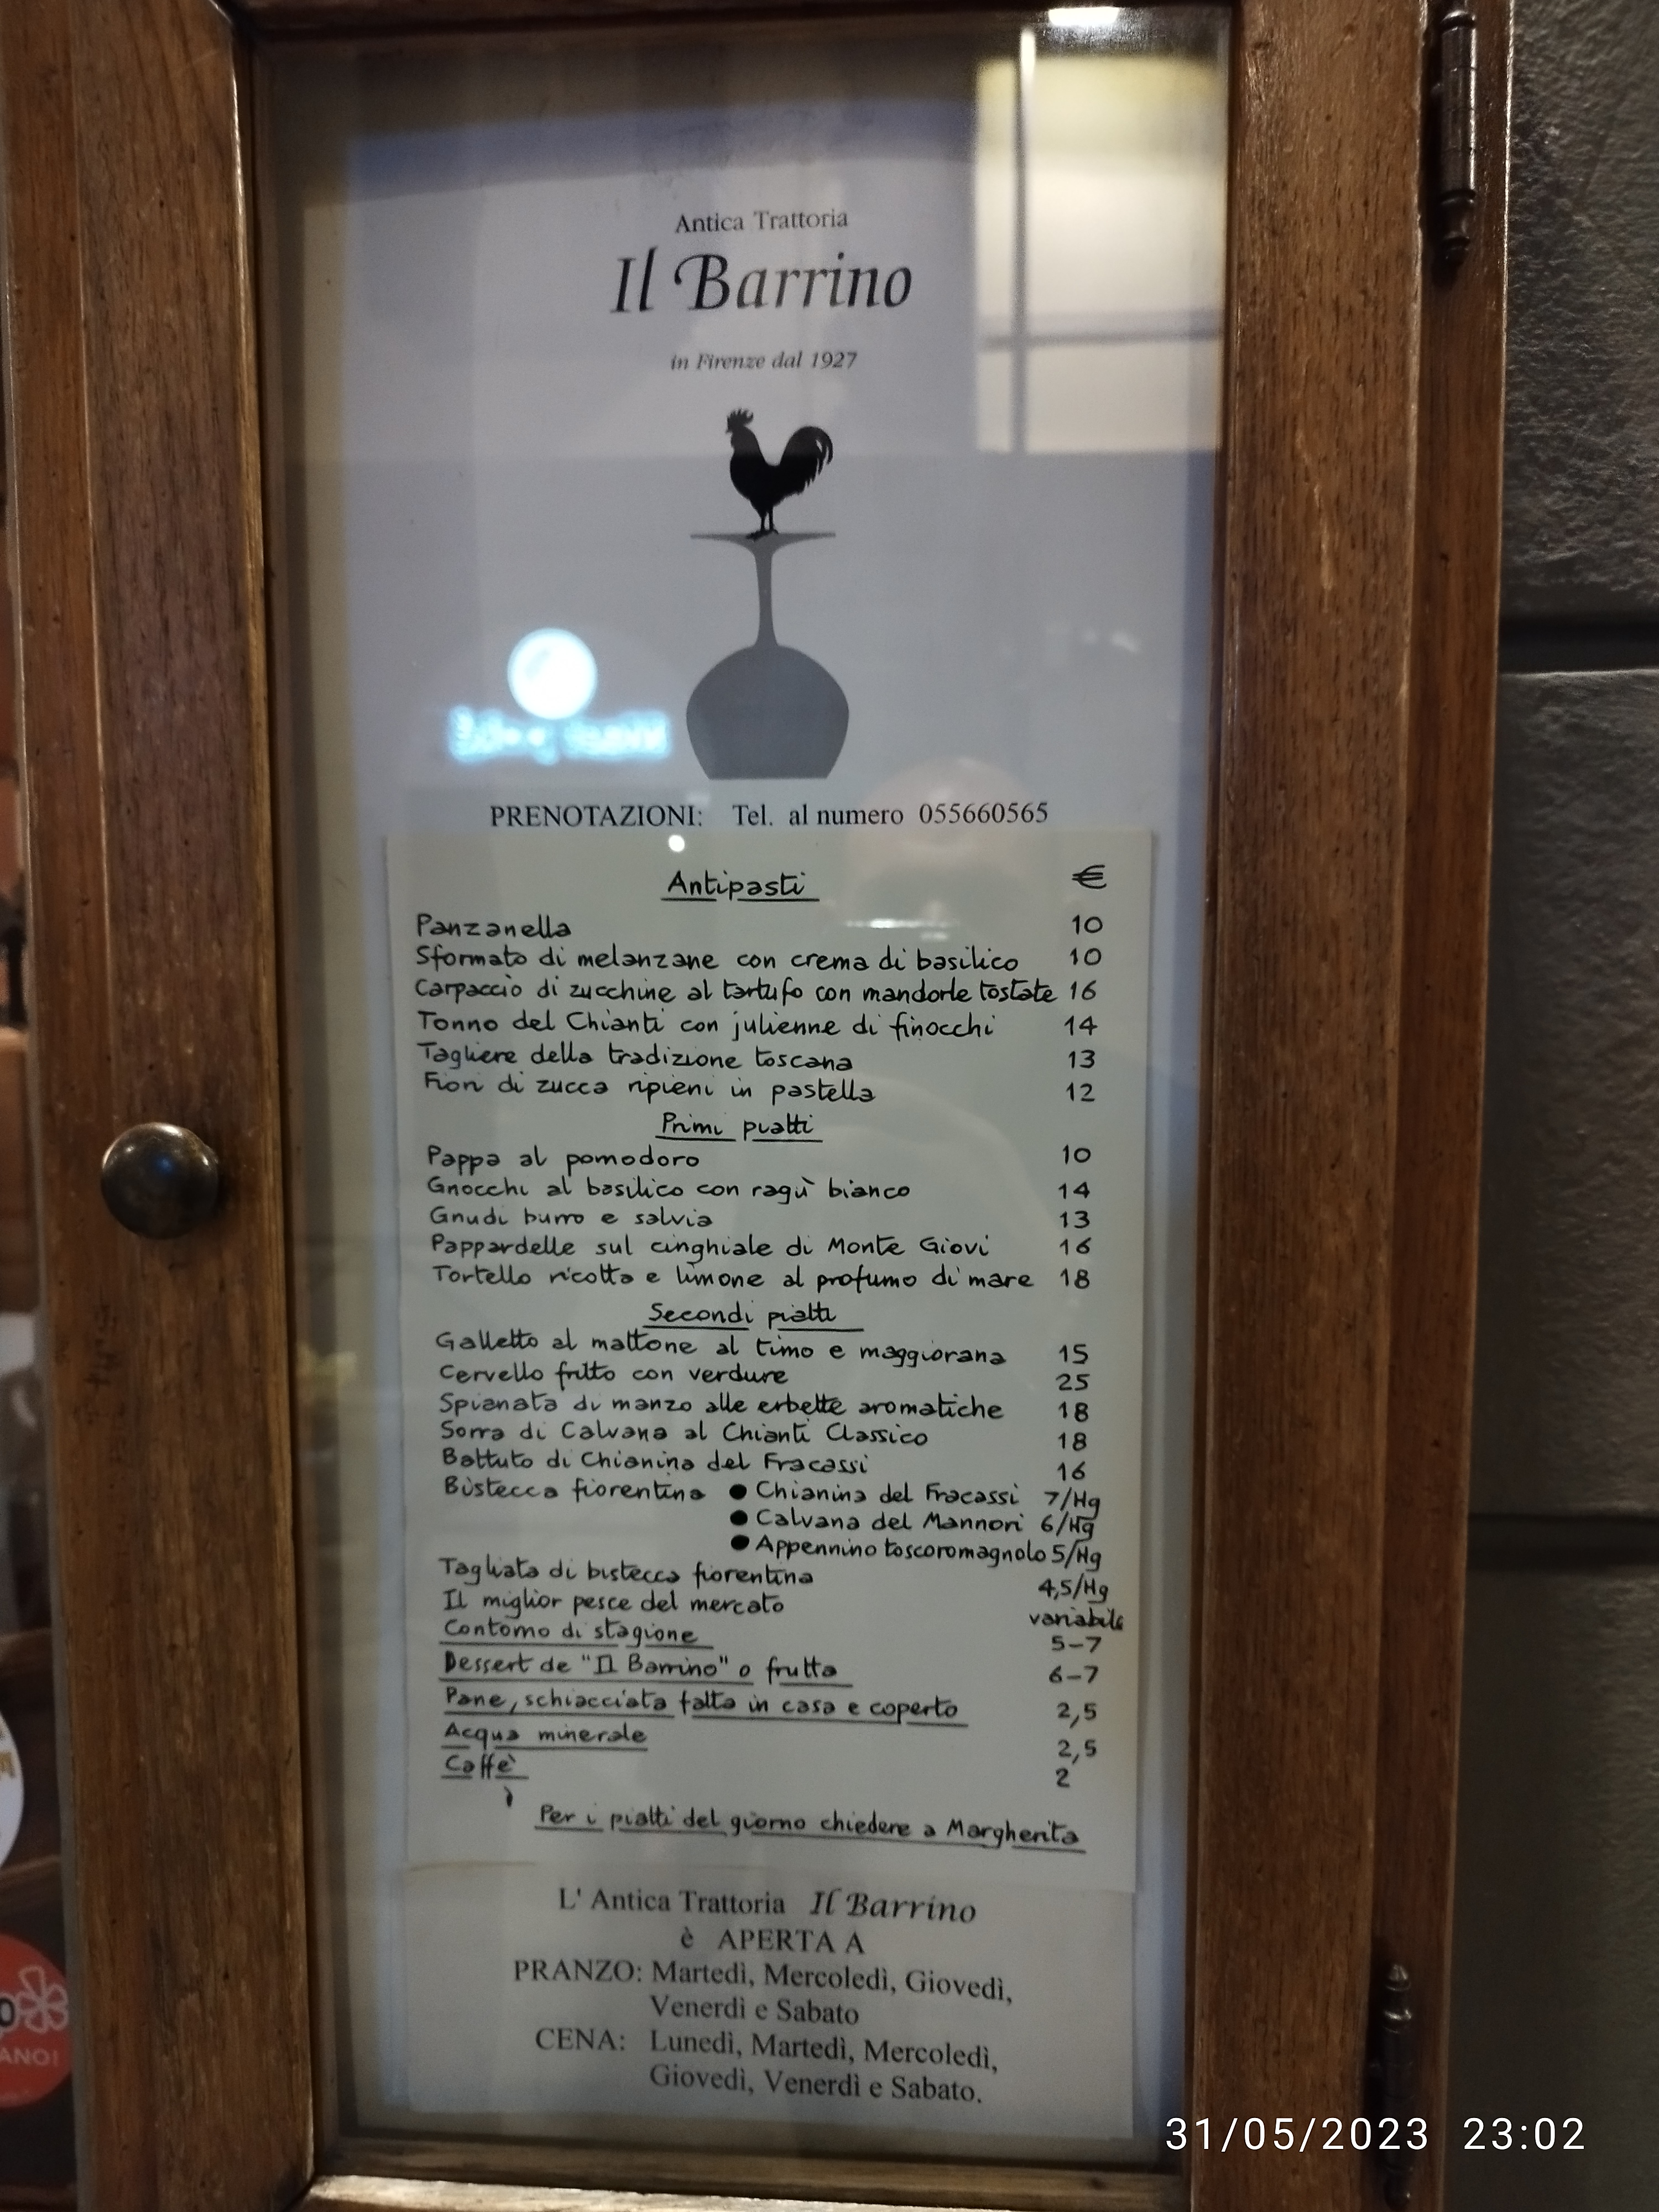 Antica Trattoria
Il Barrino
in Firenze dal 1927
PRENOTAZIONI: Tel. al numero 055660565
Antipasti €
Panzanella 10
Sformato di melanzane con crema di basilico 10
Carpaccio di zucchine al tartufo con mandorle tostate 16
Tonno del Chianti con julienne di finocchi 14
Tagliere della tradizione toscana 13
Fiori di zucca ripieni in pastella 12
Primi piatti
Pappa al pomodoro 10
Gnocchi al basilico con ragù bianco 14
Gnudi burro e salvia 13
Pappardelle sul cinghiale di Monte Giovi 16
Tortello ricotta e limone al profumo di mare 18
Secondi piatti
Galletto al mattone al timo e maggiorana 15
Cervello fritto con verdure 25
Spianata di manzo alle erbette aromatiche 18
Sorra di Calvana al Chianti Classico 18
Battuto di Chianina del Fracassi 16
Bistecca fiorentina • Chianina del Fracassi 7/Hg
• Calvana del Mannori 6/Hg
• Appennino toscoromagnolo 5/Hg
Tagliata di bistecca fiorentina 4,5/Hg
Il miglior pesce del mercato variabile
Contorno di stagione 5-7
Dessert de "Il Barrino" o frutta 6-7
Pane, schiacciata fatta in casa e coperto 2,5
Acqua minerale 2,5
Caffè 2
Per i piatti del giorno chiedere a Margherita
L' Antica Trattoria Il Barrino
è APERTA A
PRANZO: Martedì, Mercoledì, Giovedì,
Venerdì e Sabato
CENA: Lunedì, Martedì, Mercoledì,
Giovedì, Venerdì e Sabato.
31/05/2023 23:02